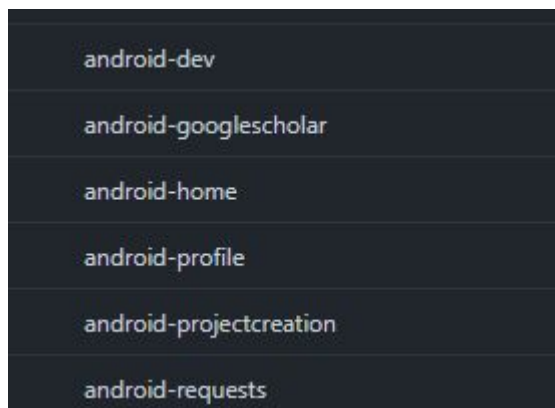 android-dev
android-googlescholar
android-home
android-profile
android-projectcreation
android-requests